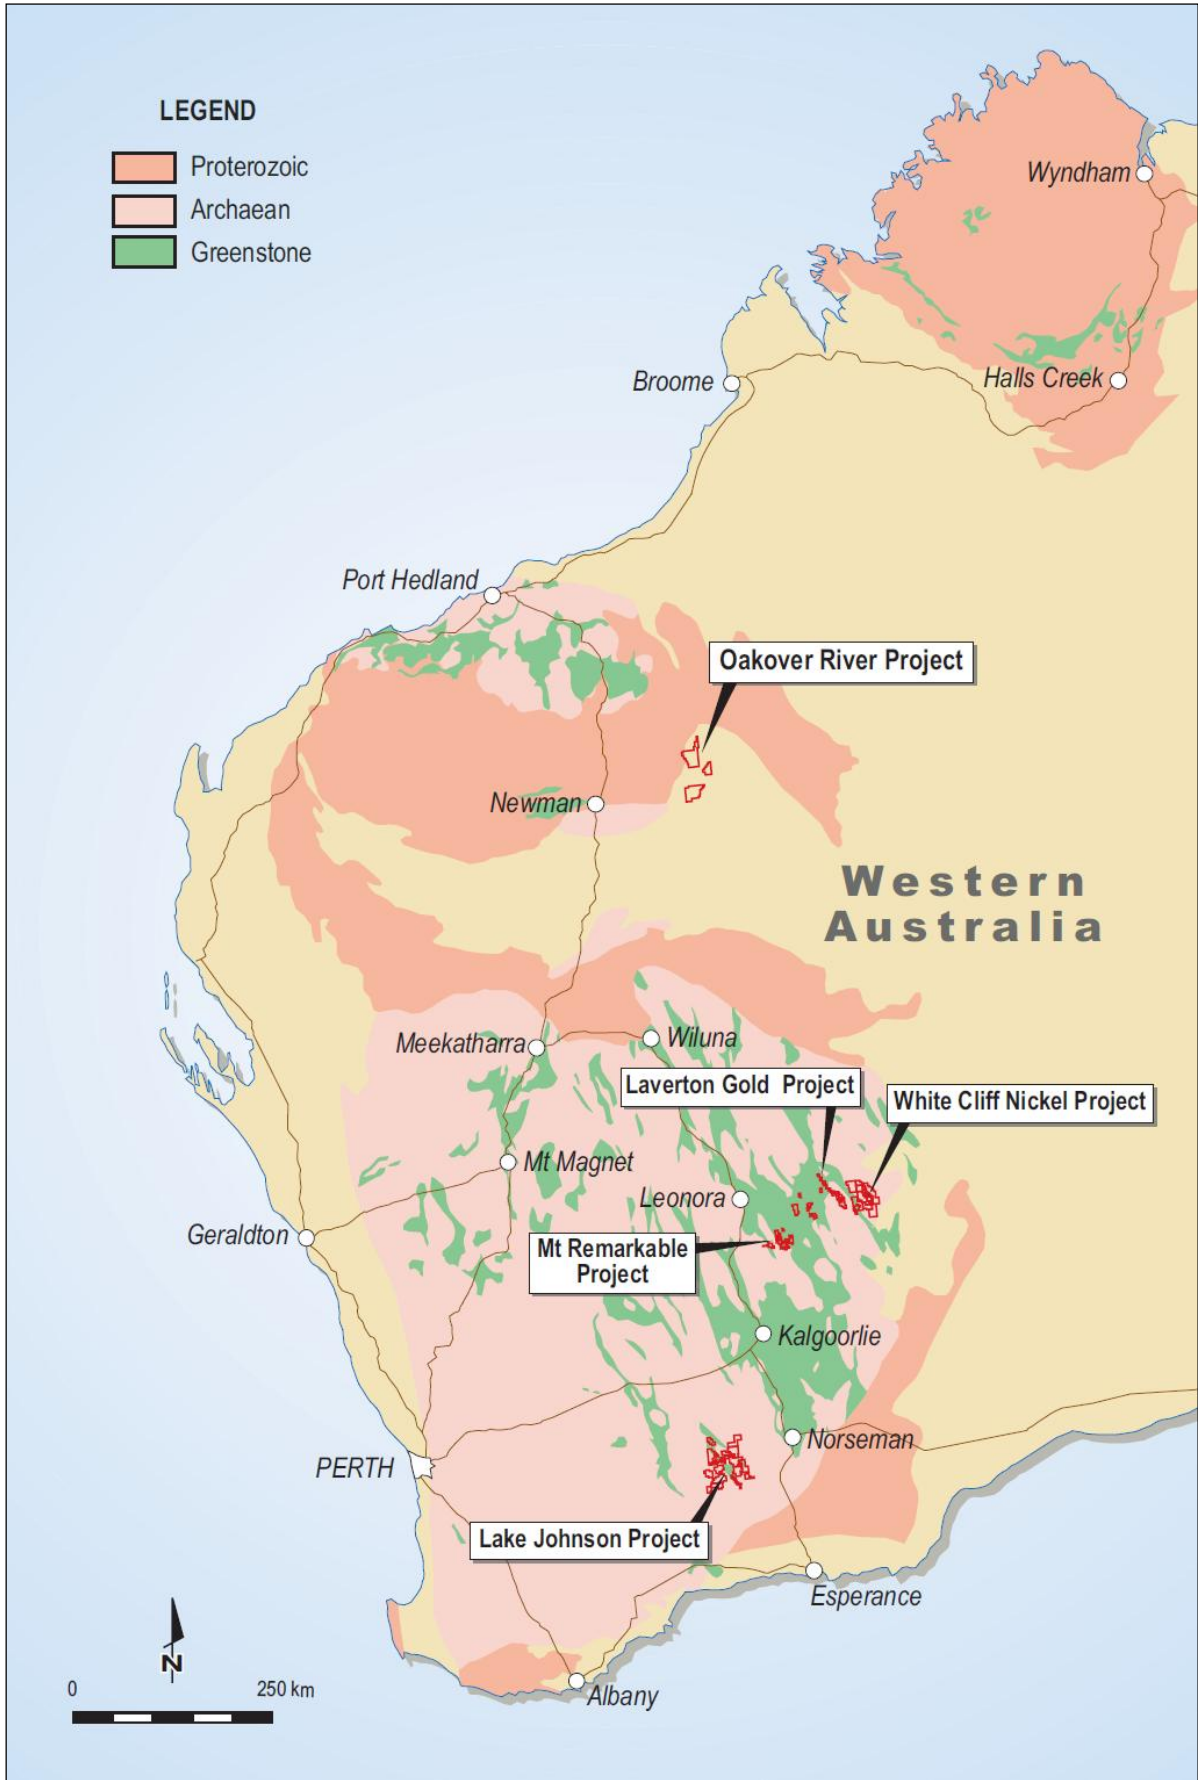 LEGEND
Proterozoic
Archaean
Greenstone
Wyndham
Halls Creek
Broome
Port Hedland
Oakover River Project
Newman
Western
Australia
Meekatharra
Wiluna
Laverton Gold Project
White Cliff Nickel Project
Mt Magnet
Leonora
Geraldton
Mt Remarkable
Project
Kalgoorlie
Norseman
PERTH
Lake Johnson Project
Esperance
N
0 250 km
Albany